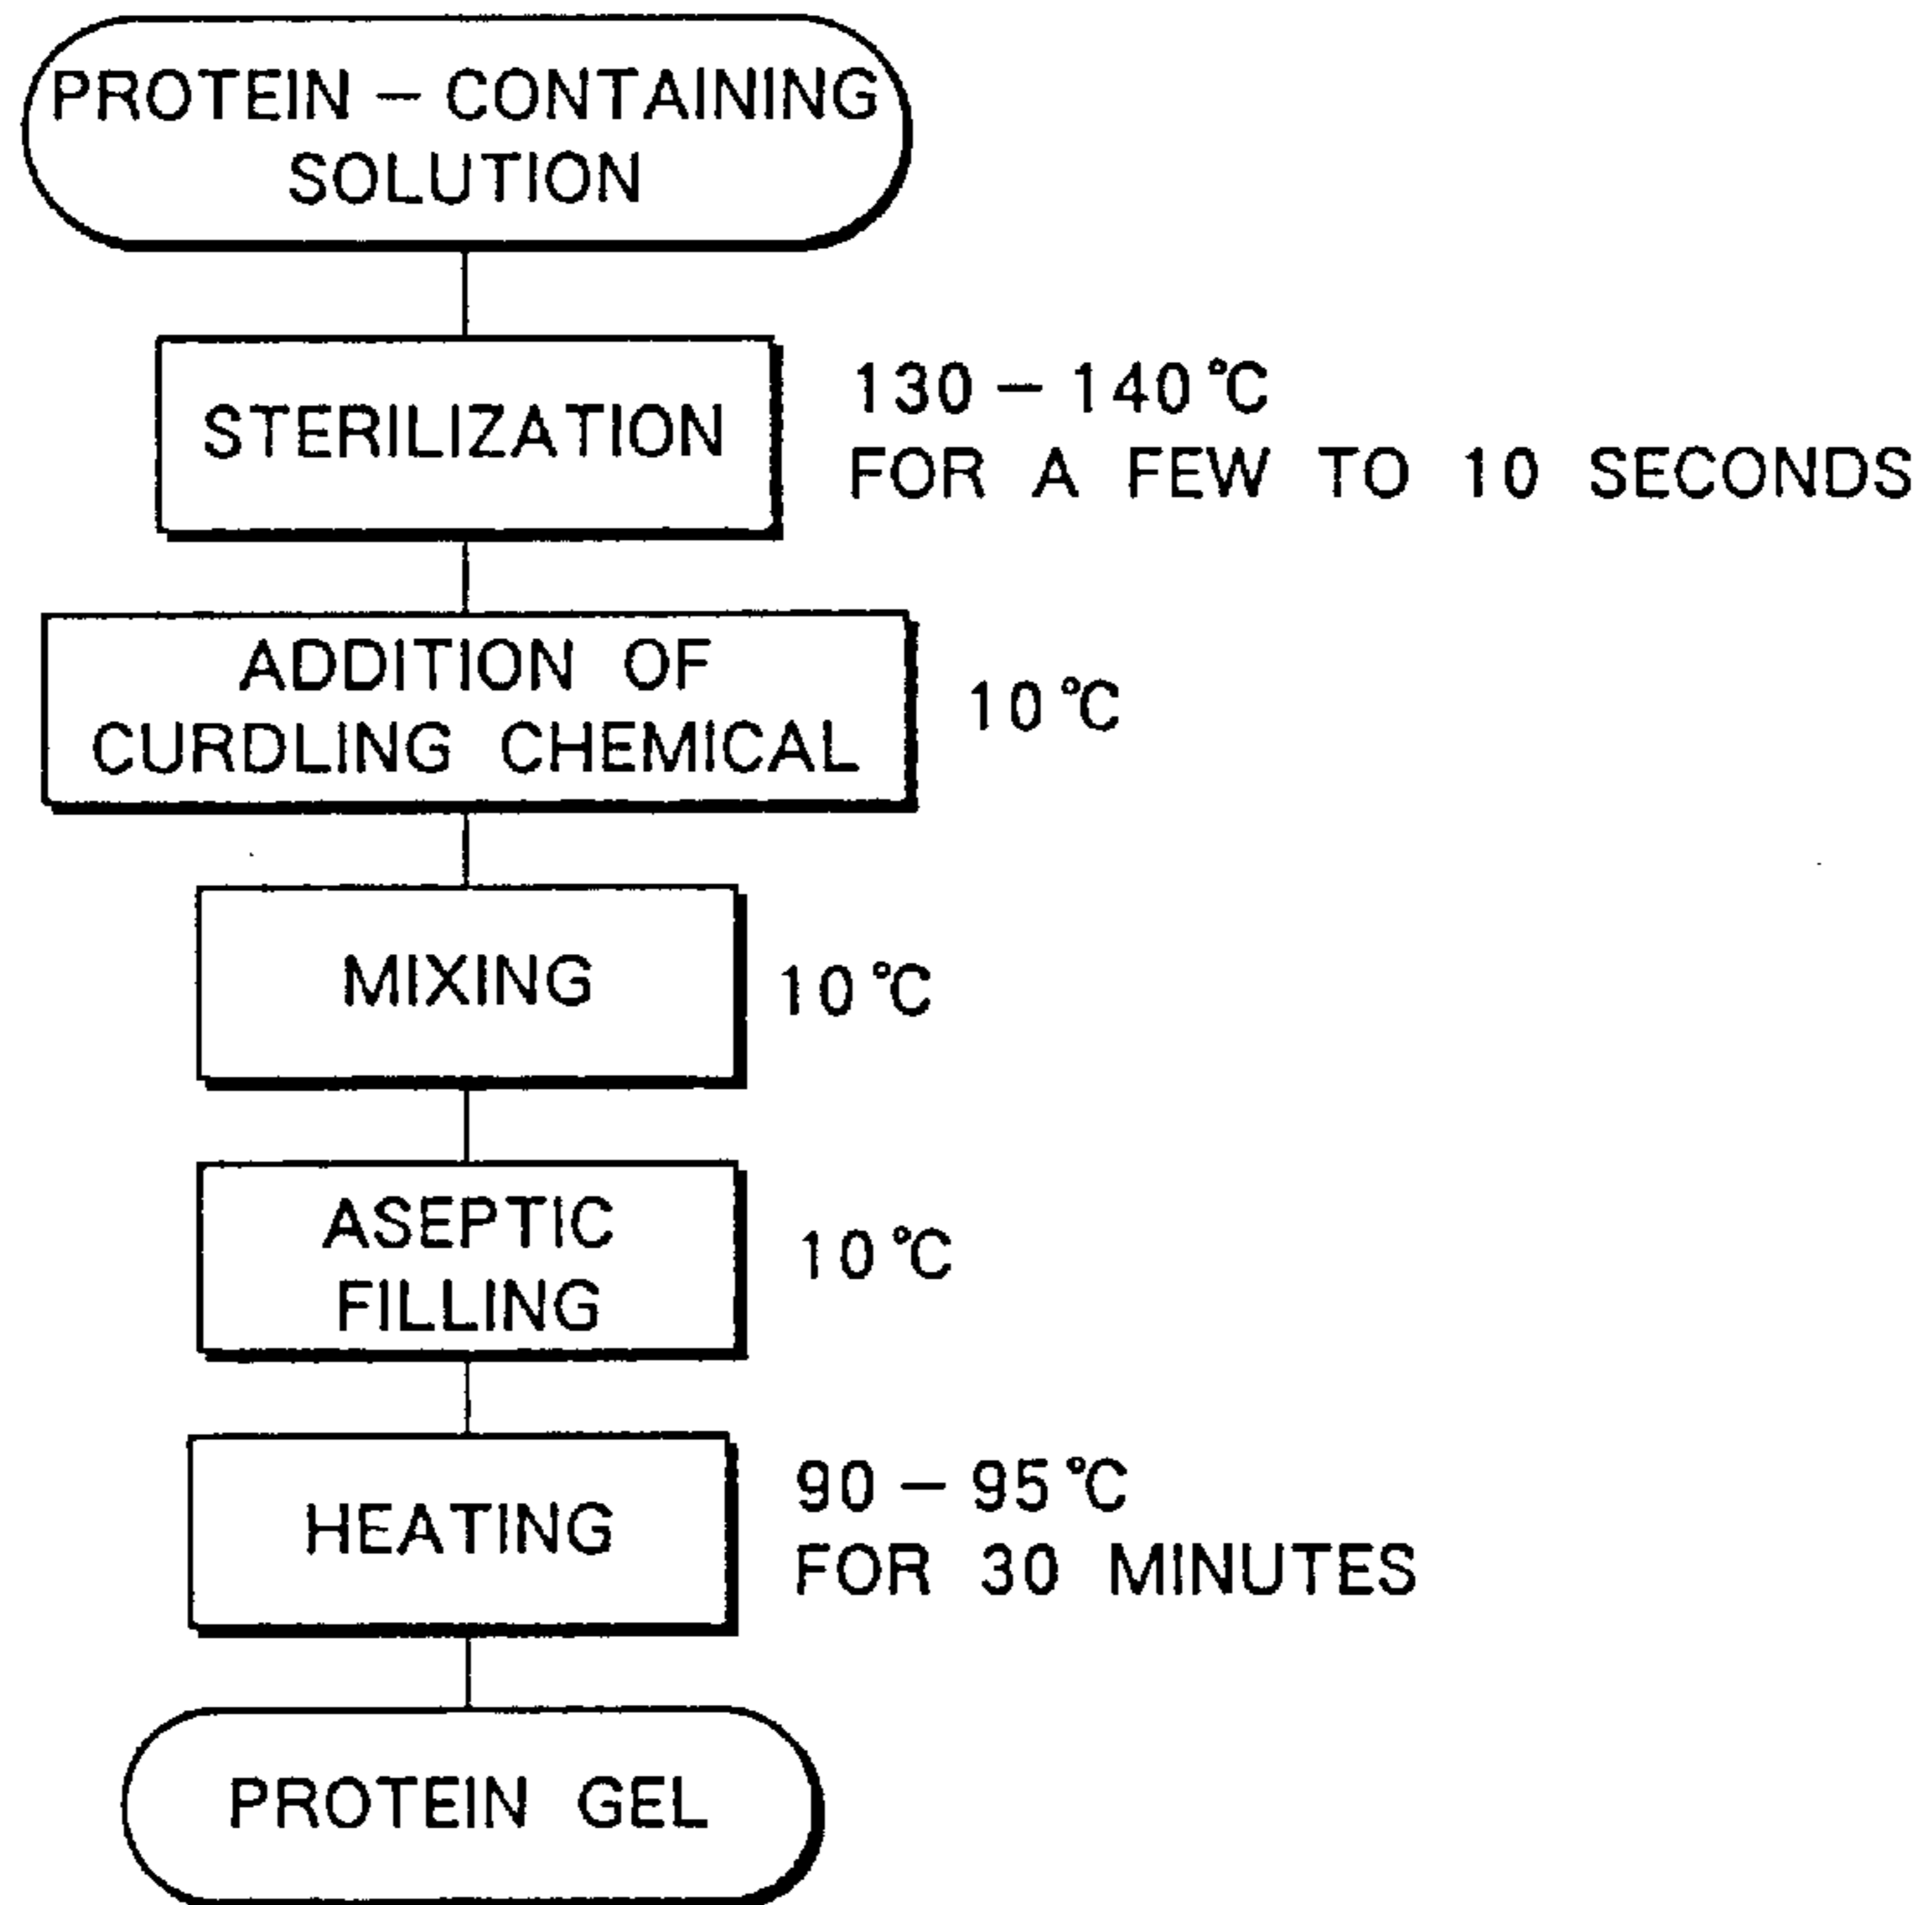 PROTEIN – CONTAINING
SOLUTION
STERILIZATION
130 – 140°C
FOR A FEW TO 10 SECONDS
ADDITION OF
CURDLING CHEMICAL
10°C
MIXING
10°C
ASEPTIC
FILLING
10°C
HEATING
90 – 95°C
FOR 30 MINUTES
PROTEIN GEL